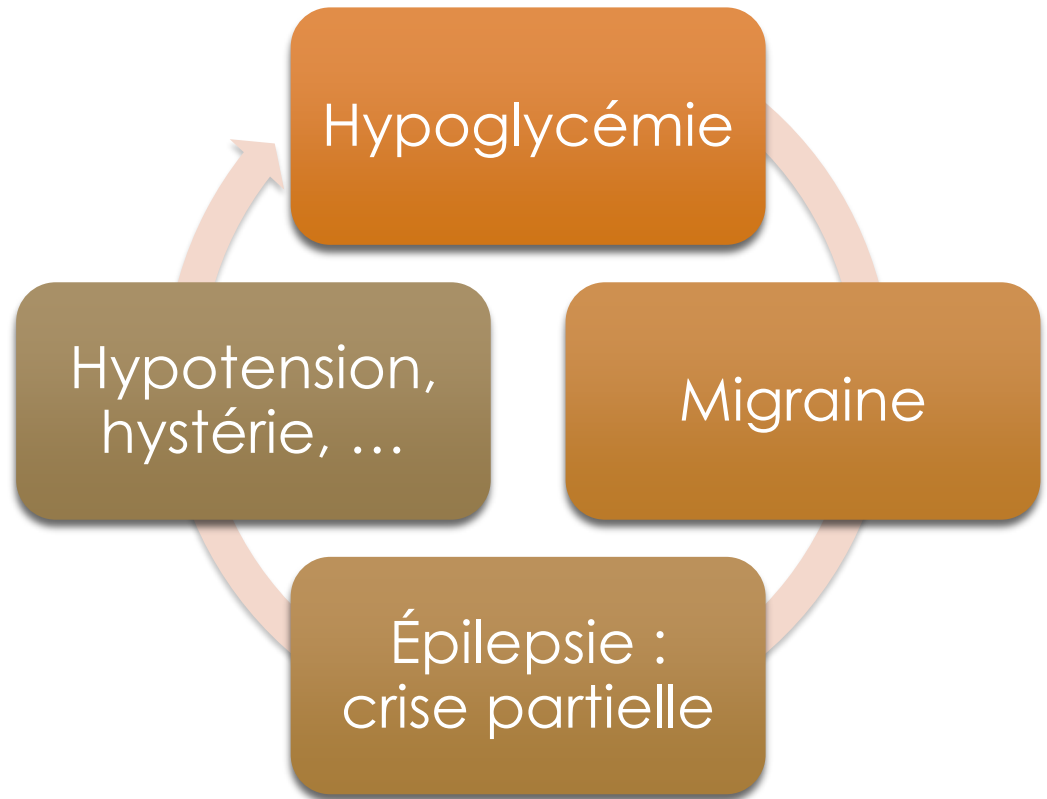 Hypoglycémie
Migraine
Épilepsie :
crise partielle
Hypotension,
hystérie, …